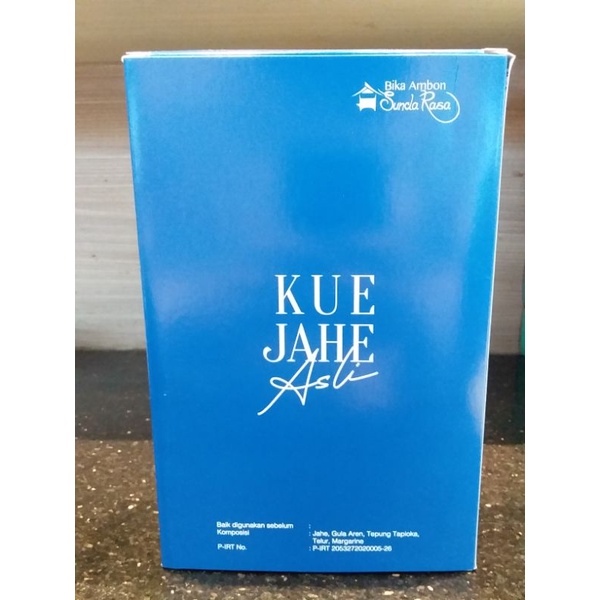 Bika Ambon
Sunda Rasa
KUE
JAHE
Asli
Baik digunakan sebelum :
Komposisi : Jahe, Gula Aren, Tepung Tapioka,
Telur, Margarine
P-IRT No. : P-IRT 2053272020005-26